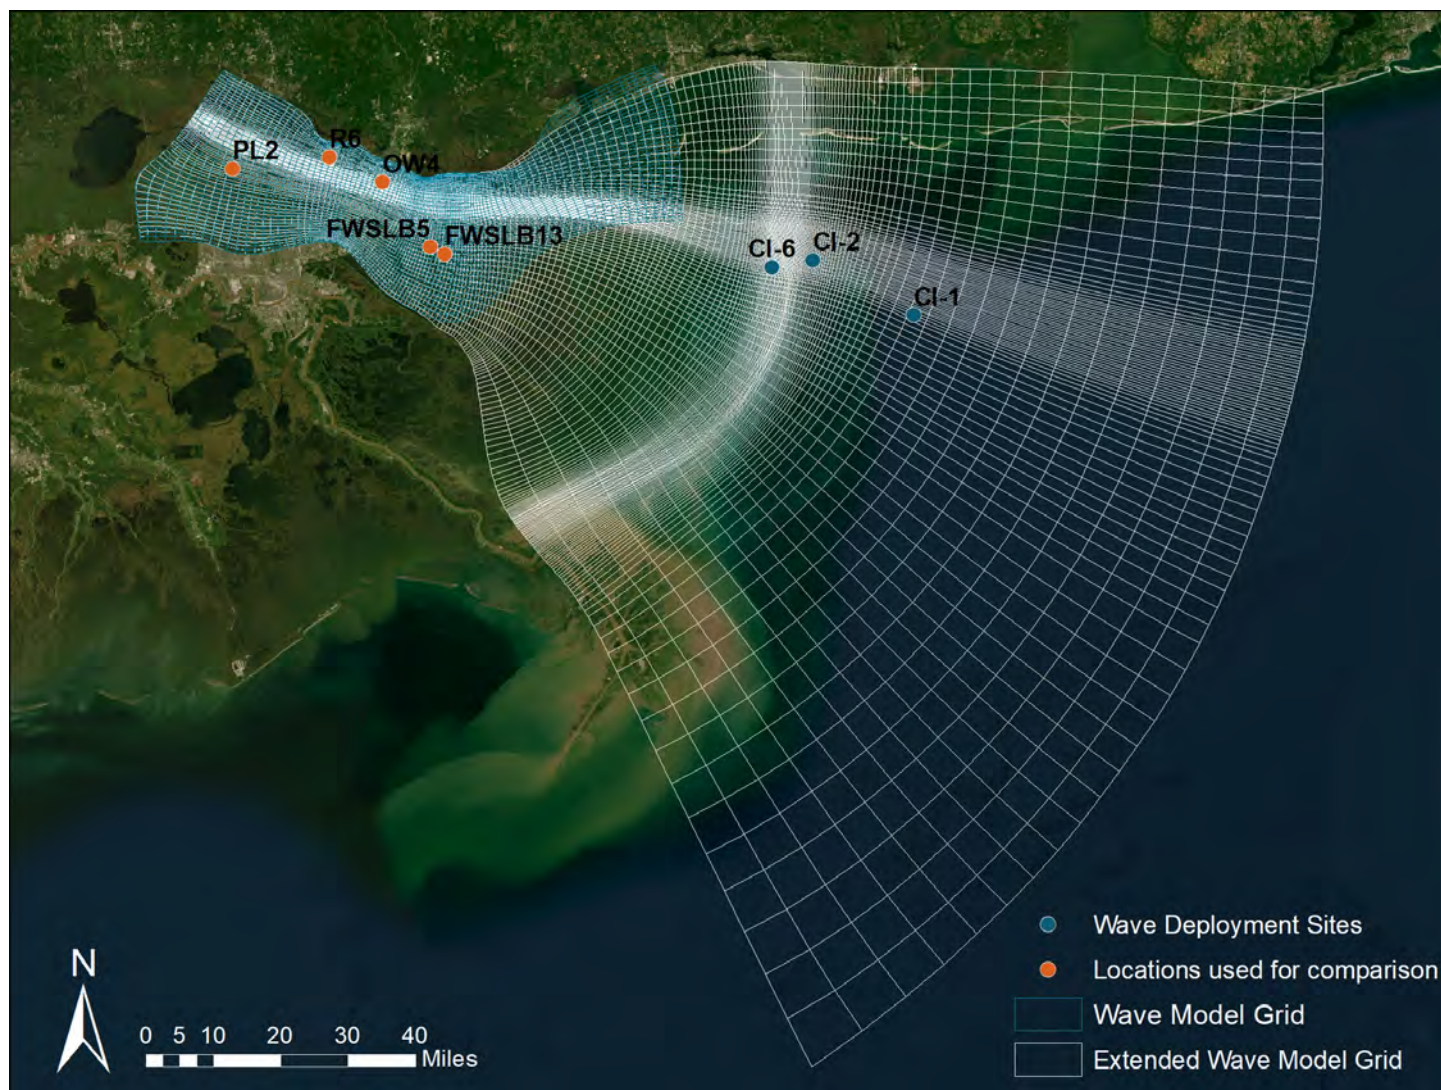 R6
PL2
OW4
FWSLB5
FWSLB13
CI-6
CI-2
CI-1
Wave Deployment Sites
Locations used for comparison
Wave Model Grid
Extended Wave Model Grid
N
0 5 10 20 30 40
Miles